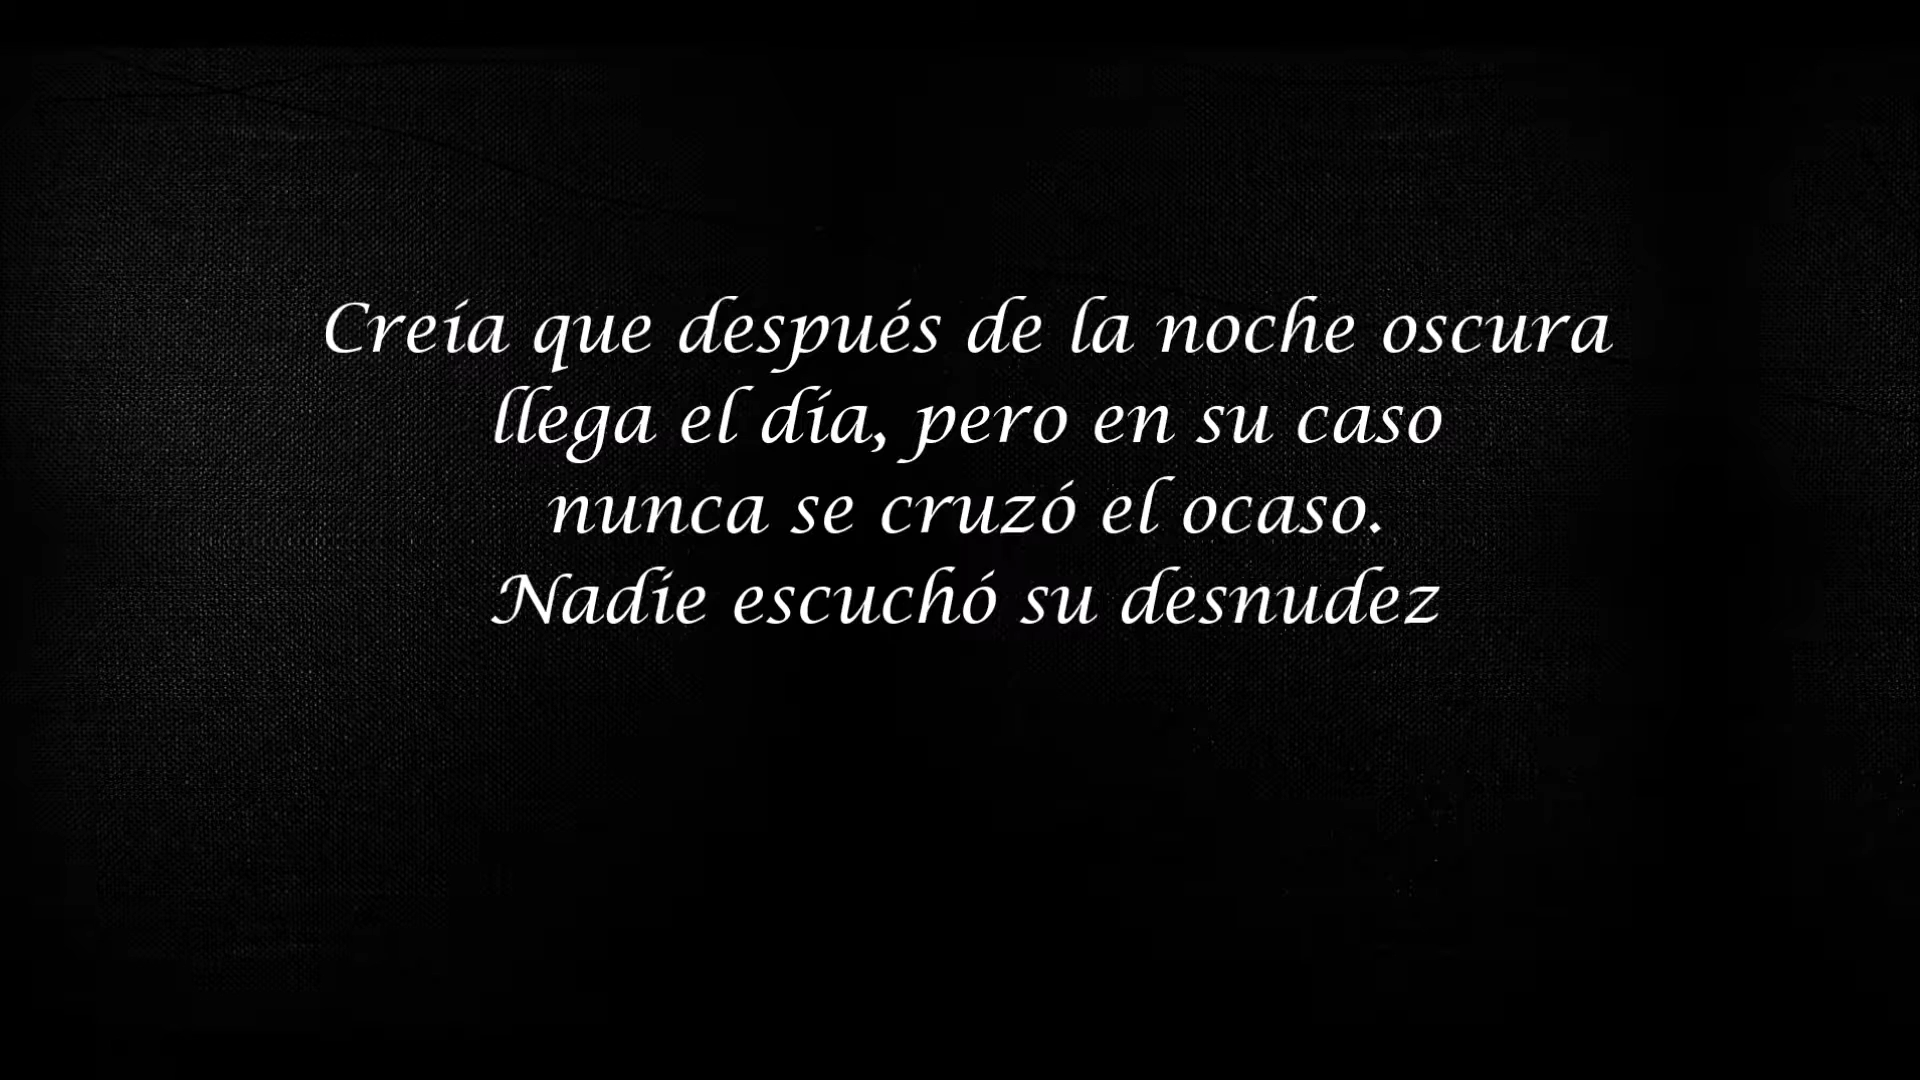 Creía que después de la noche oscura
llega el día, pero en su caso
nunca se cruzó el ocaso.
Nadie escuchó su desnudez